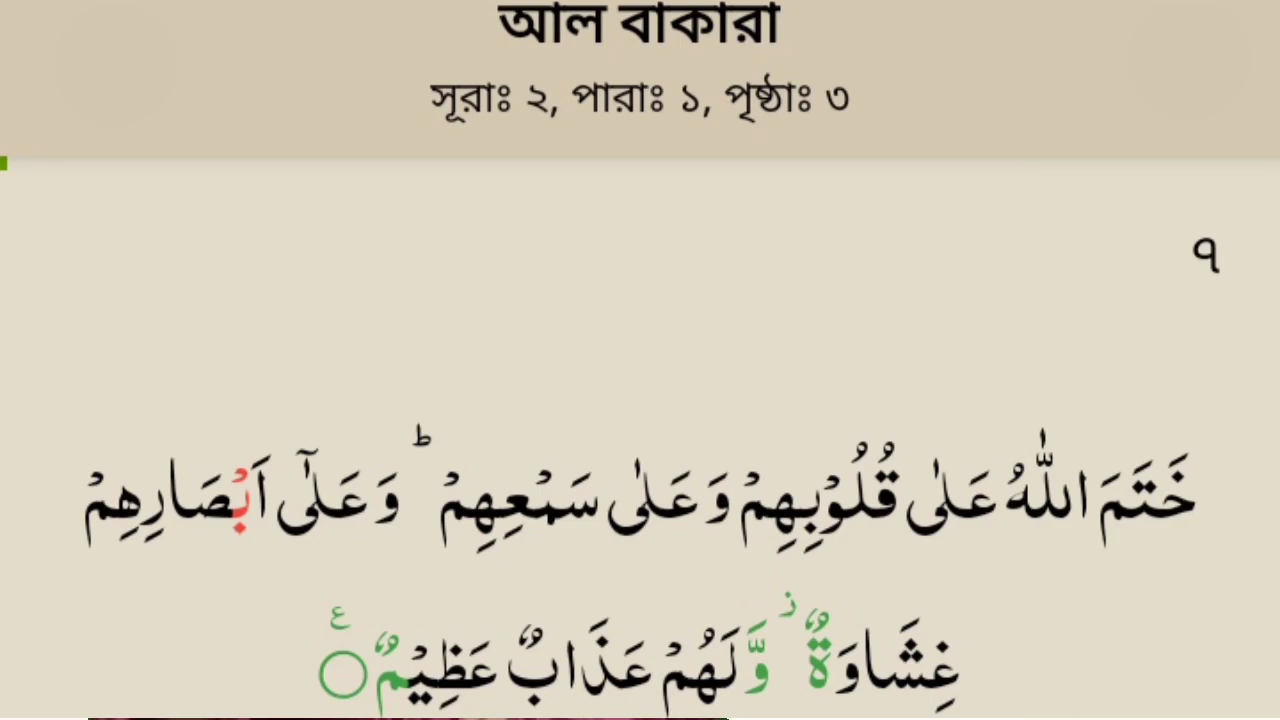 আল বাকারা
সূরাঃ ২, পারাঃ ১, পৃষ্ঠাঃ ৩
৭
خَتَمَ اللّٰهُ عَلٰى قُلُوْبِهِمْ وَعَلٰى سَمْعِهِمْ ؕ وَعَلٰٓى اَبْصَارِهِمْ
غِشَاوَةٌ ؗ وَّلَهُمْ عَذَابٌ عَظِيْمٌ ۠○